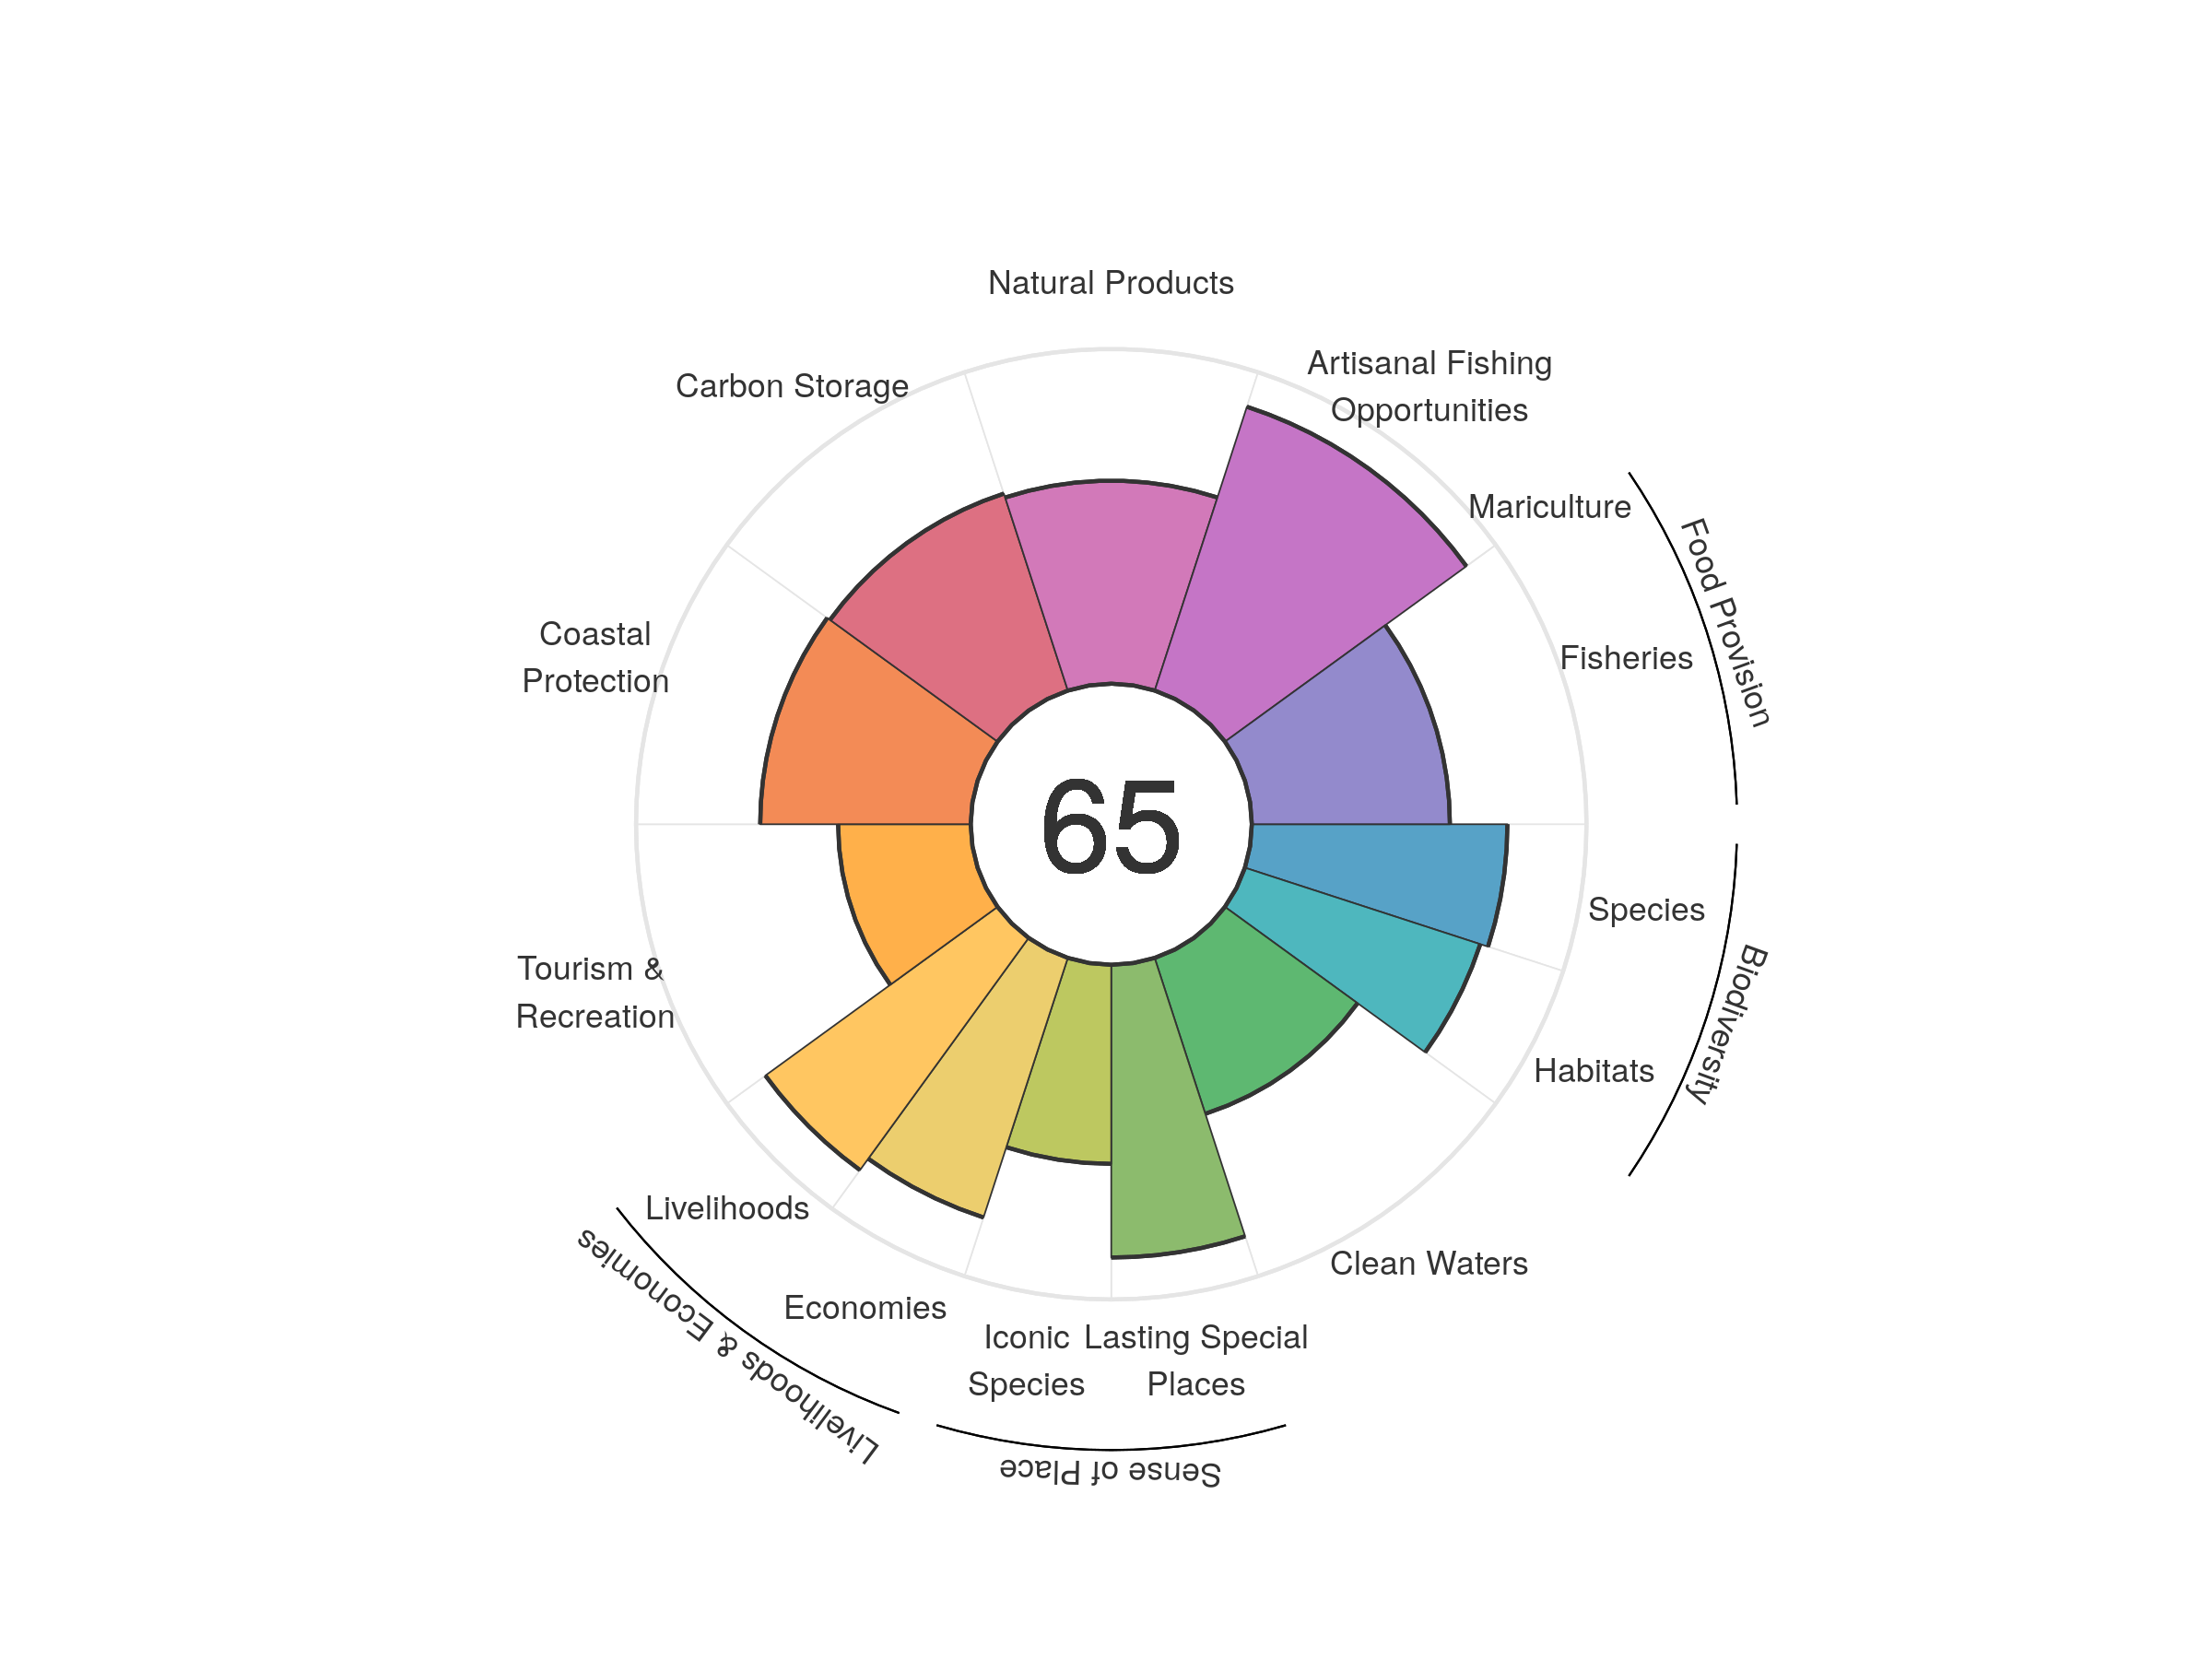 Natural Products
Artisanal Fishing
Opportunities
Carbon Storage
Mariculture
Food Provision
Fisheries
Coastal
Protection
65
Species
Biodiversity
Tourism &
Recreation
Habitats
Livelihoods
Clean Waters
Livelihoods & Economies
Economies
Iconic
Species
Lasting Special
Places
Sense of Place